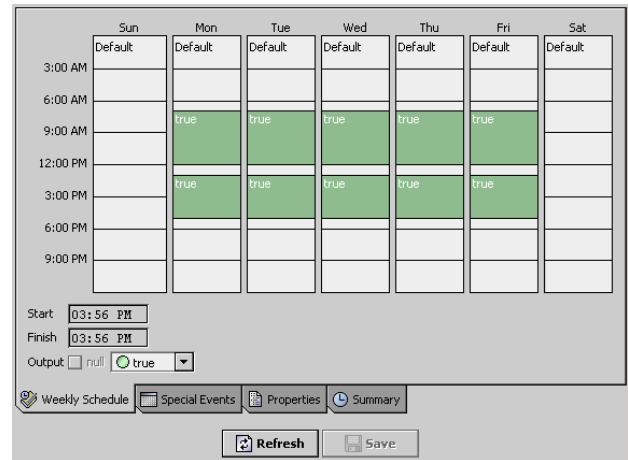 Sun Mon Tue Wed Thu Fri Sat
Default Default Default Default Default Default Default
3:00 AM
6:00 AM
true true true true true
9:00 AM
12:00 PM
true true true true true
3:00 PM
6:00 PM
9:00 PM
Start 03:56 PM
Finish 03:56 PM
Output null true
Weekly Schedule Special Events Properties Summary
Refresh Save